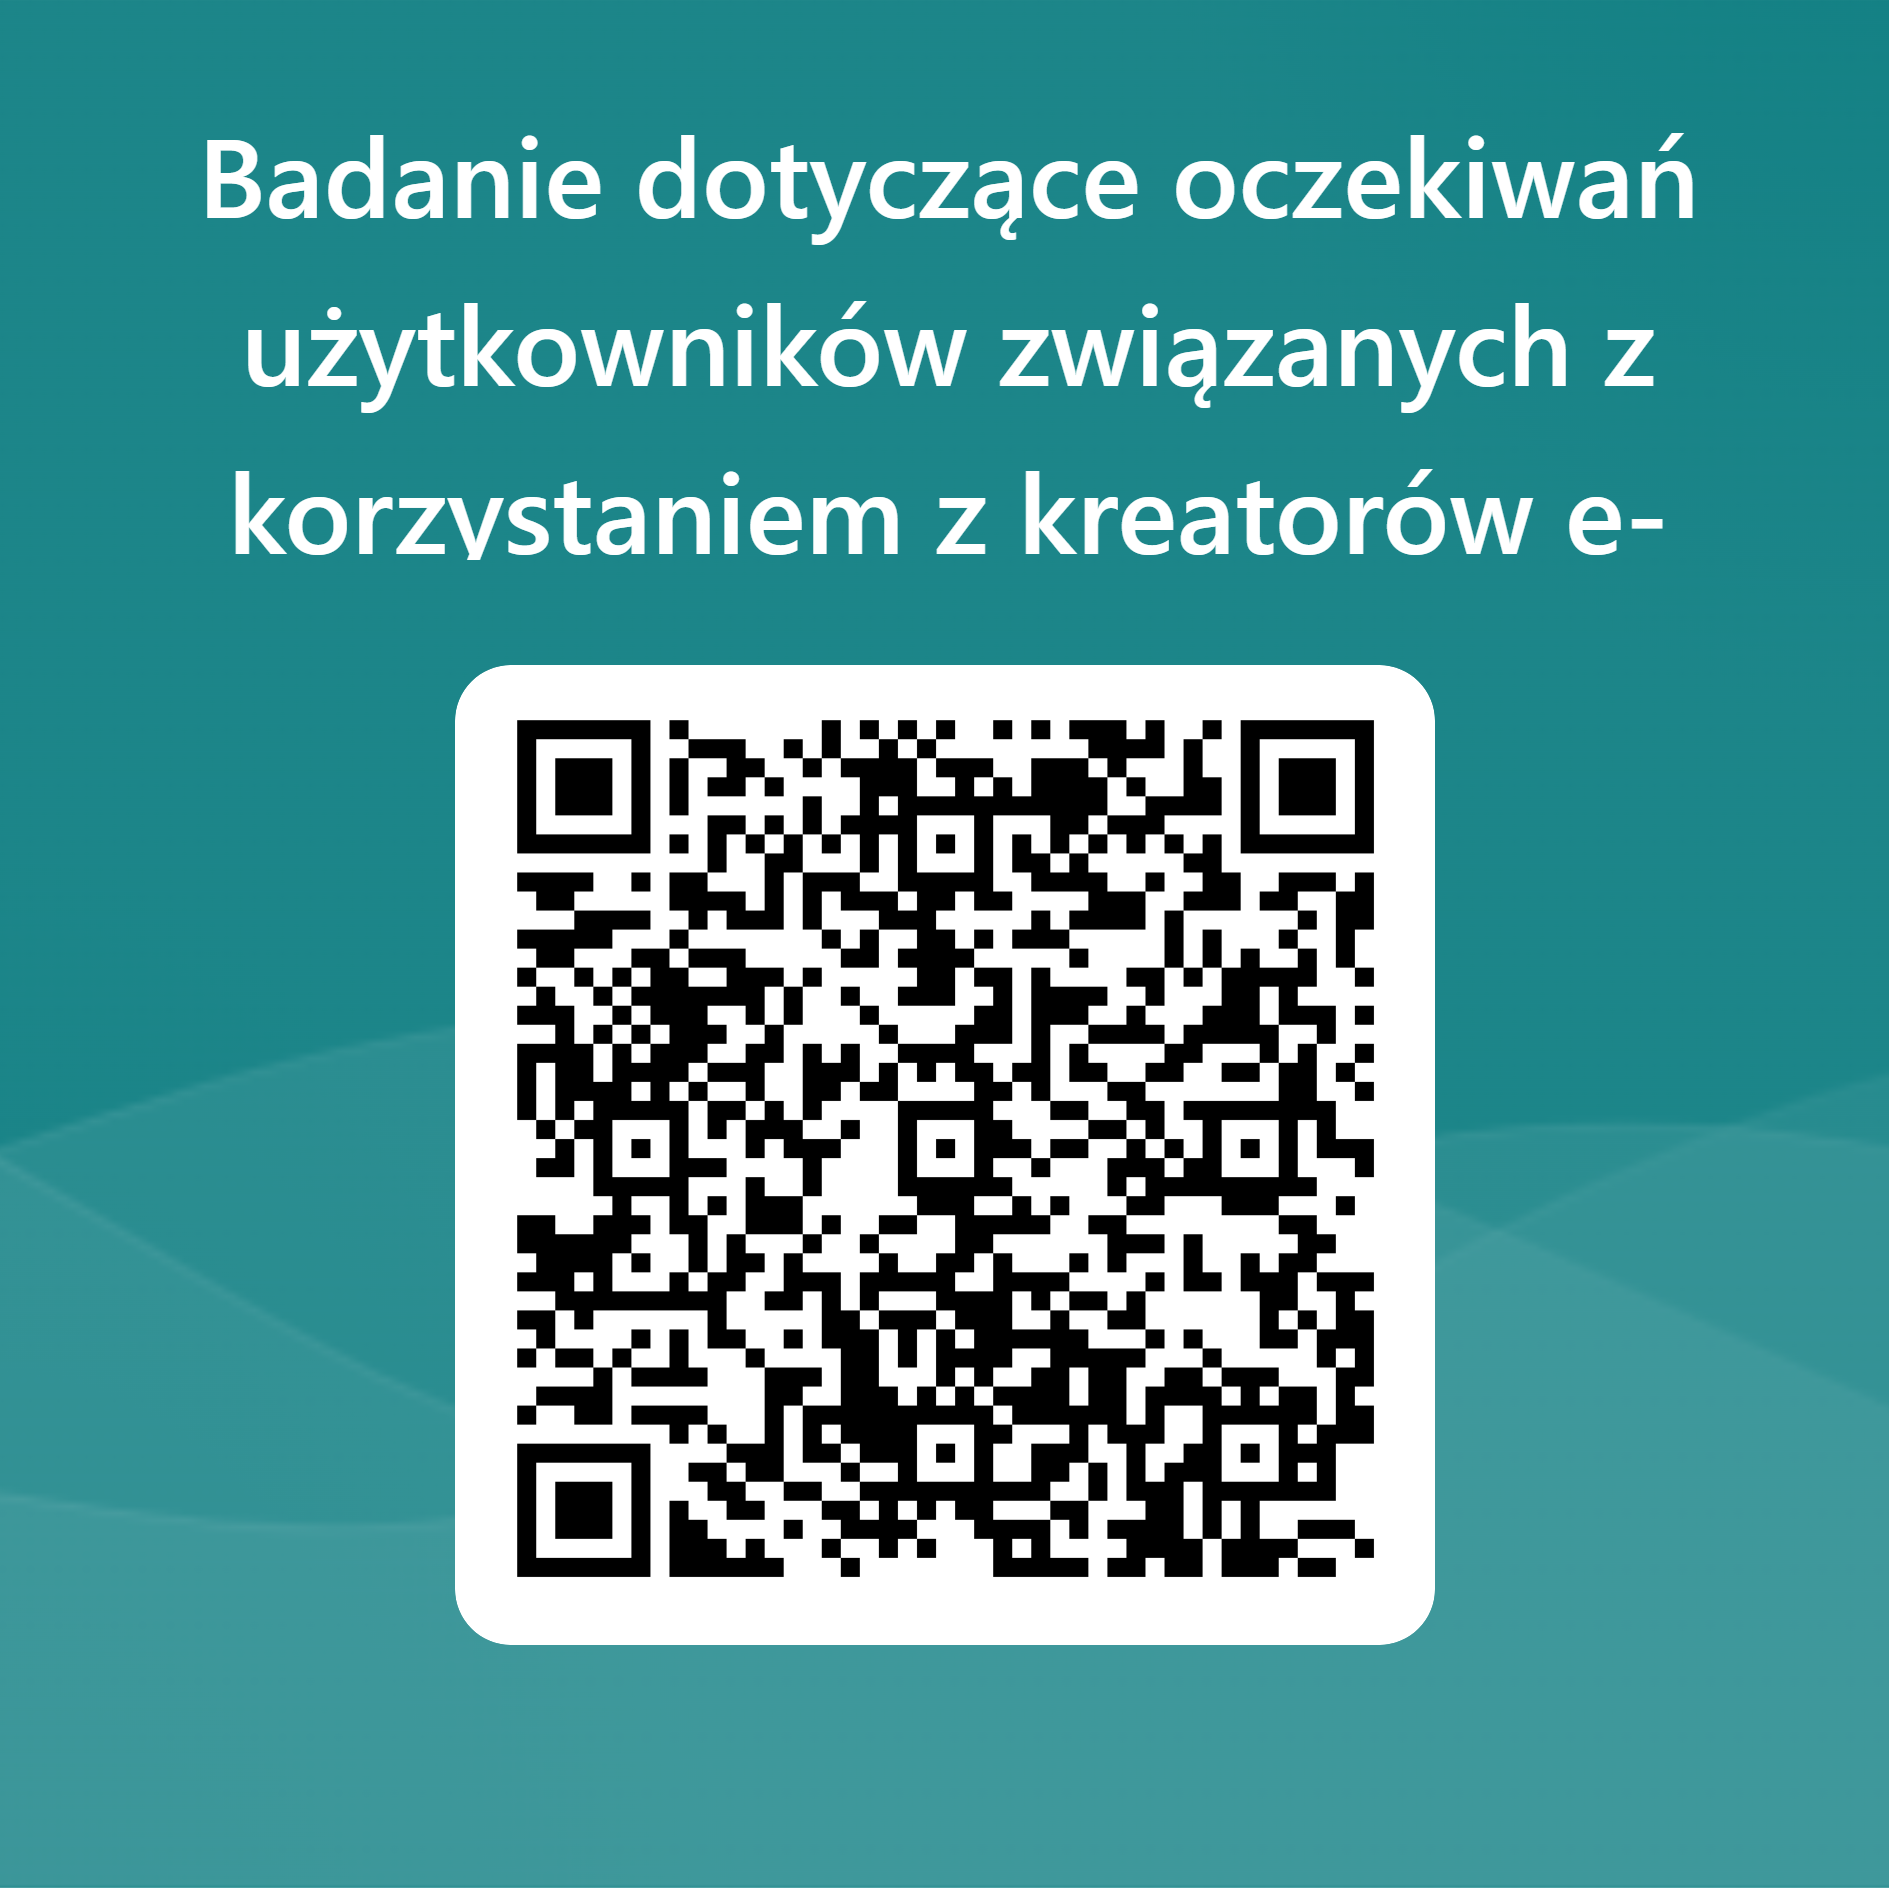 Badanie dotyczące oczekiwań
użytkowników związanych z
korzystaniem z kreatorów e-